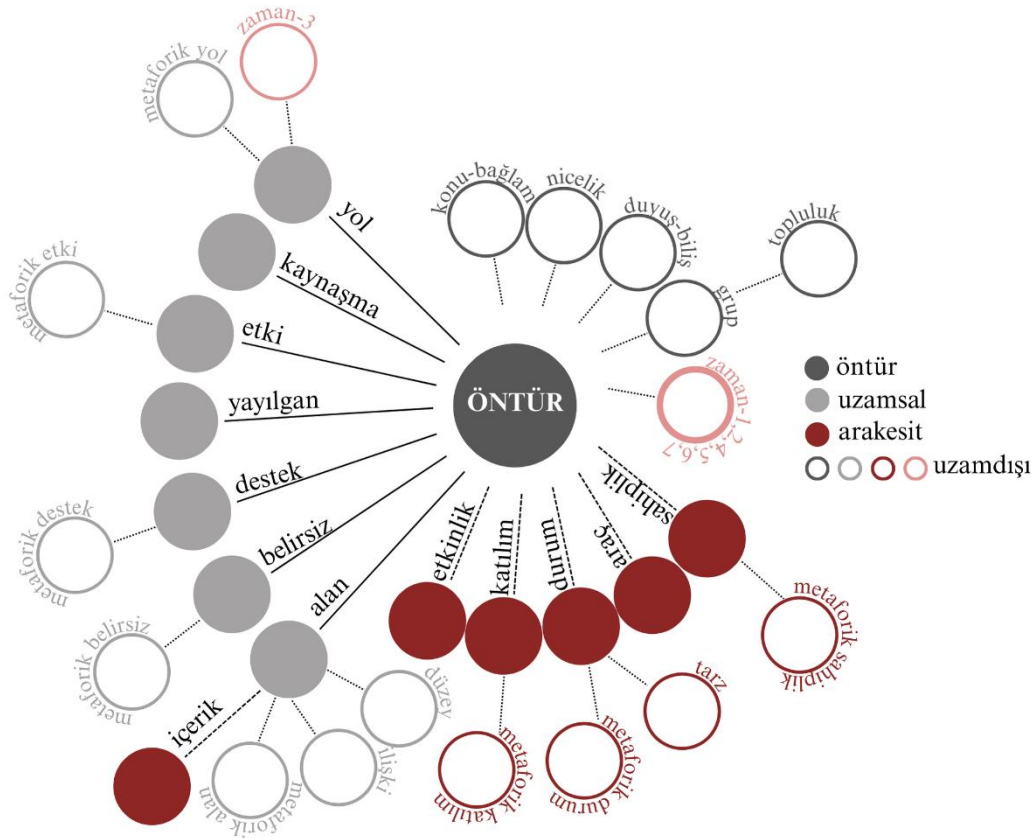 zaman-3
metaforik yol
yol
kaynaşma
metaforik etki
etki
yayılgan
destek
metaforik destek
belirsiz
metaforik belirsiz
alan
içerik
metaforik alan
ilişki
düzey
konu-bağlam
nicelik
duyuş-biliş
grup
topluluk
zaman-1,2,4,5,6,7
ÖNTÜR
sahiplik
metaforik sahiplik
araç
durum
tarz
metaforik durum
katılım
metaforik katılım
etkinlik
öntür
uzamsal
arakesit
uzamdışı